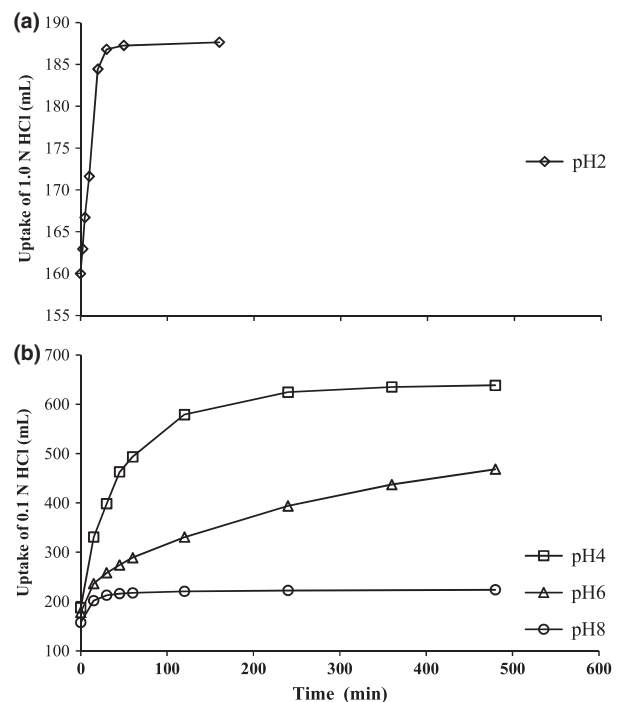 (a)
190
185
180
175
170
165
160
155
Uptake of 1.0 N HCl (mL)
pH2
(b)
700
600
500
400
300
200
100
Uptake of 0.1 N HCl (mL)
pH4
pH6
pH8
0 100 200 300 400 500 600
Time (min)